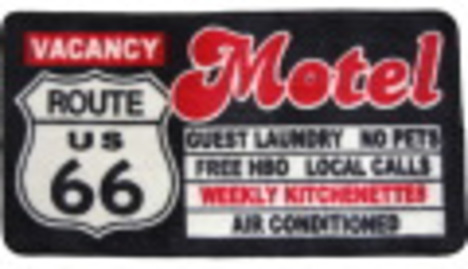 VACANCY
Motel
ROUTE
US
66
GUEST LAUNDRY NO PETS
FREE HBO LOCAL CALLS
WEEKLY KITCHENETTES
AIR CONDITIONED